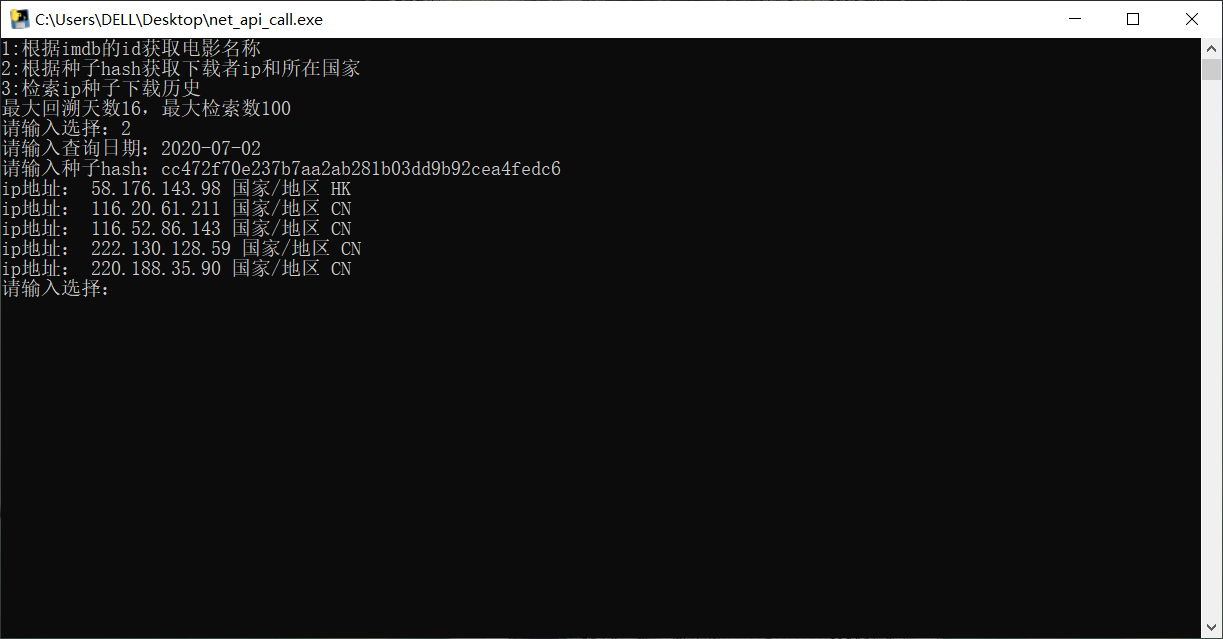 C:\Users\DELL\Desktop\net_api_call.exe
1:根据imdb的id获取电影名称
2:根据种子hash获取下载者ip和所在国家
3:检索ip种子下载历史
最大回溯天数16，最大检索数100
请输入选择：2
请输入查询日期：2020-07-02
请输入种子hash：cc472f70e237b7aa2ab281b03dd9b92cea4fedc6
ip地址： 58.176.143.98 国家/地区 HK
ip地址： 116.20.61.211 国家/地区 CN
ip地址： 116.52.86.143 国家/地区 CN
ip地址： 222.130.128.59 国家/地区 CN
ip地址： 220.188.35.90 国家/地区 CN
请输入选择：